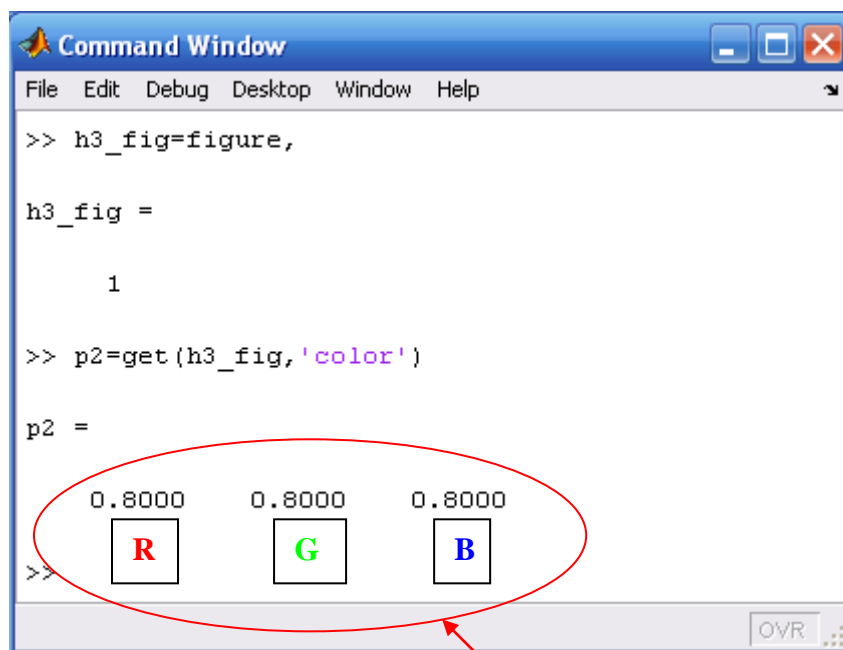 Command Window
File Edit Debug Desktop Window Help
>> h3_fig=figure,
h3_fig =
1
>> p2=get(h3_fig,'color')
p2 =
0.8000 0.8000 0.8000
R G B
>>
OVR